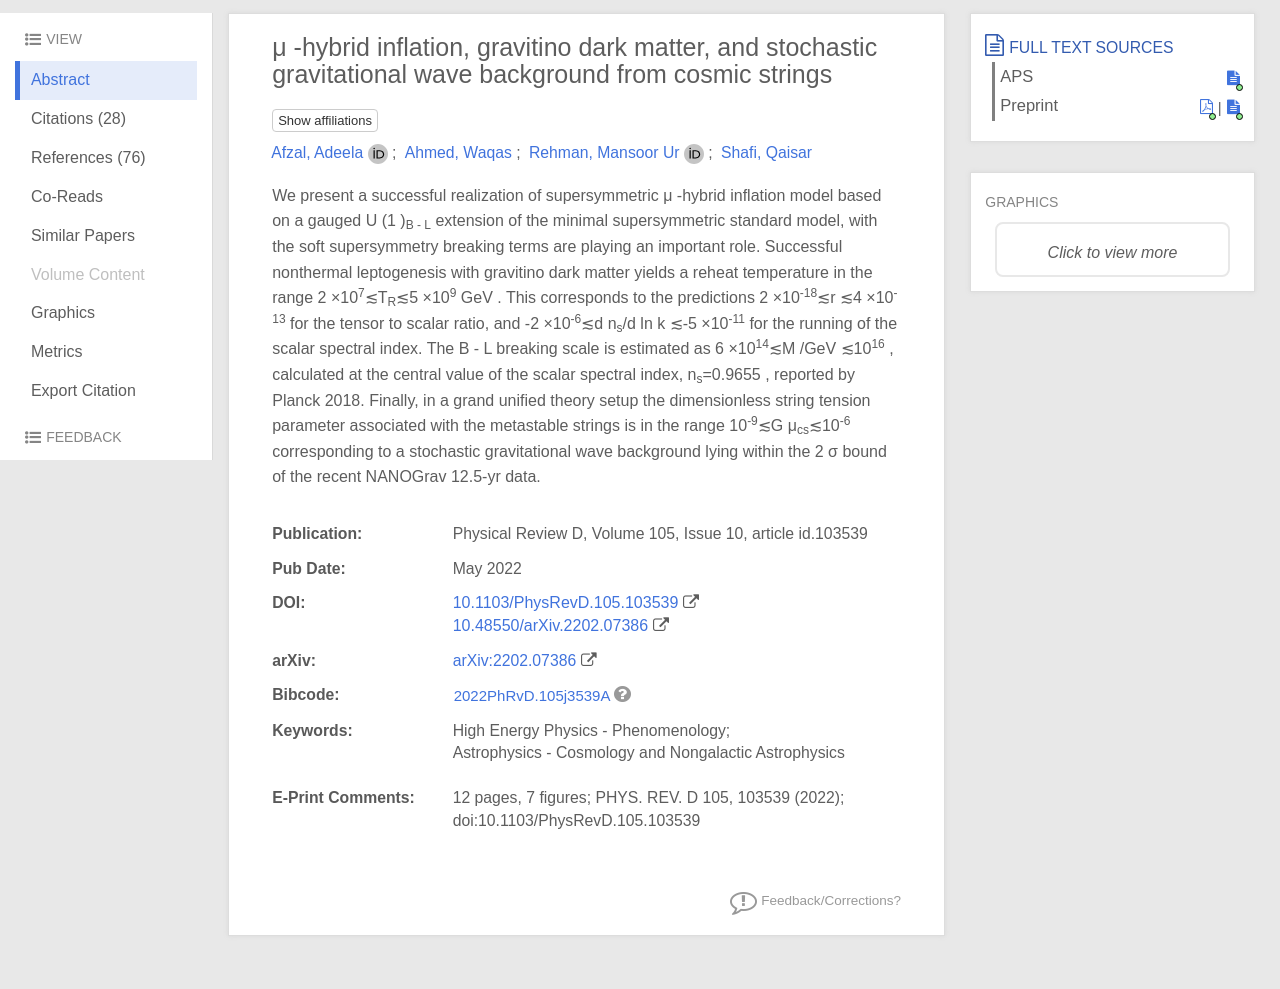 VIEW
Abstract
Citations (28)
References (76)
Co-Reads
Similar Papers
Volume Content
Graphics
Metrics
Export Citation
FEEDBACK
μ -hybrid inflation, gravitino dark matter, and stochastic
gravitational wave background from cosmic strings
Show affiliations
Afzal, Adeela iD ; Ahmed, Waqas ; Rehman, Mansoor Ur iD ; Shafi, Qaisar
We present a successful realization of supersymmetric μ -hybrid inflation model based
on a gauged U (1 )B - L extension of the minimal supersymmetric standard model, with
the soft supersymmetry breaking terms are playing an important role. Successful
nonthermal leptogenesis with gravitino dark matter yields a reheat temperature in the
range 2 ×10^7≲TR≲5 ×10^9 GeV . This corresponds to the predictions 2 ×10^-18≲r ≲4 ×10^-
^13 for the tensor to scalar ratio, and -2 ×10^-6≲d ns/d ln k ≲-5 ×10^-11 for the running of the
scalar spectral index. The B - L breaking scale is estimated as 6 ×10^14≲M /GeV ≲10^16 ,
calculated at the central value of the scalar spectral index, ns=0.9655 , reported by
Planck 2018. Finally, in a grand unified theory setup the dimensionless string tension
parameter associated with the metastable strings is in the range 10^-9≲G μcs≲10^-6
corresponding to a stochastic gravitational wave background lying within the 2 σ bound
of the recent NANOGrav 12.5-yr data.
Publication: Physical Review D, Volume 105, Issue 10, article id.103539
Pub Date: May 2022
DOI: 10.1103/PhysRevD.105.103539
10.48550/arXiv.2202.07386
arXiv: arXiv:2202.07386
Bibcode: 2022PhRvD.105j3539A ?
Keywords: High Energy Physics - Phenomenology;
Astrophysics - Cosmology and Nongalactic Astrophysics
E-Print Comments: 12 pages, 7 figures; PHYS. REV. D 105, 103539 (2022);
doi:10.1103/PhysRevD.105.103539
Feedback/Corrections?
FULL TEXT SOURCES
APS
Preprint |
GRAPHICS
Click to view more